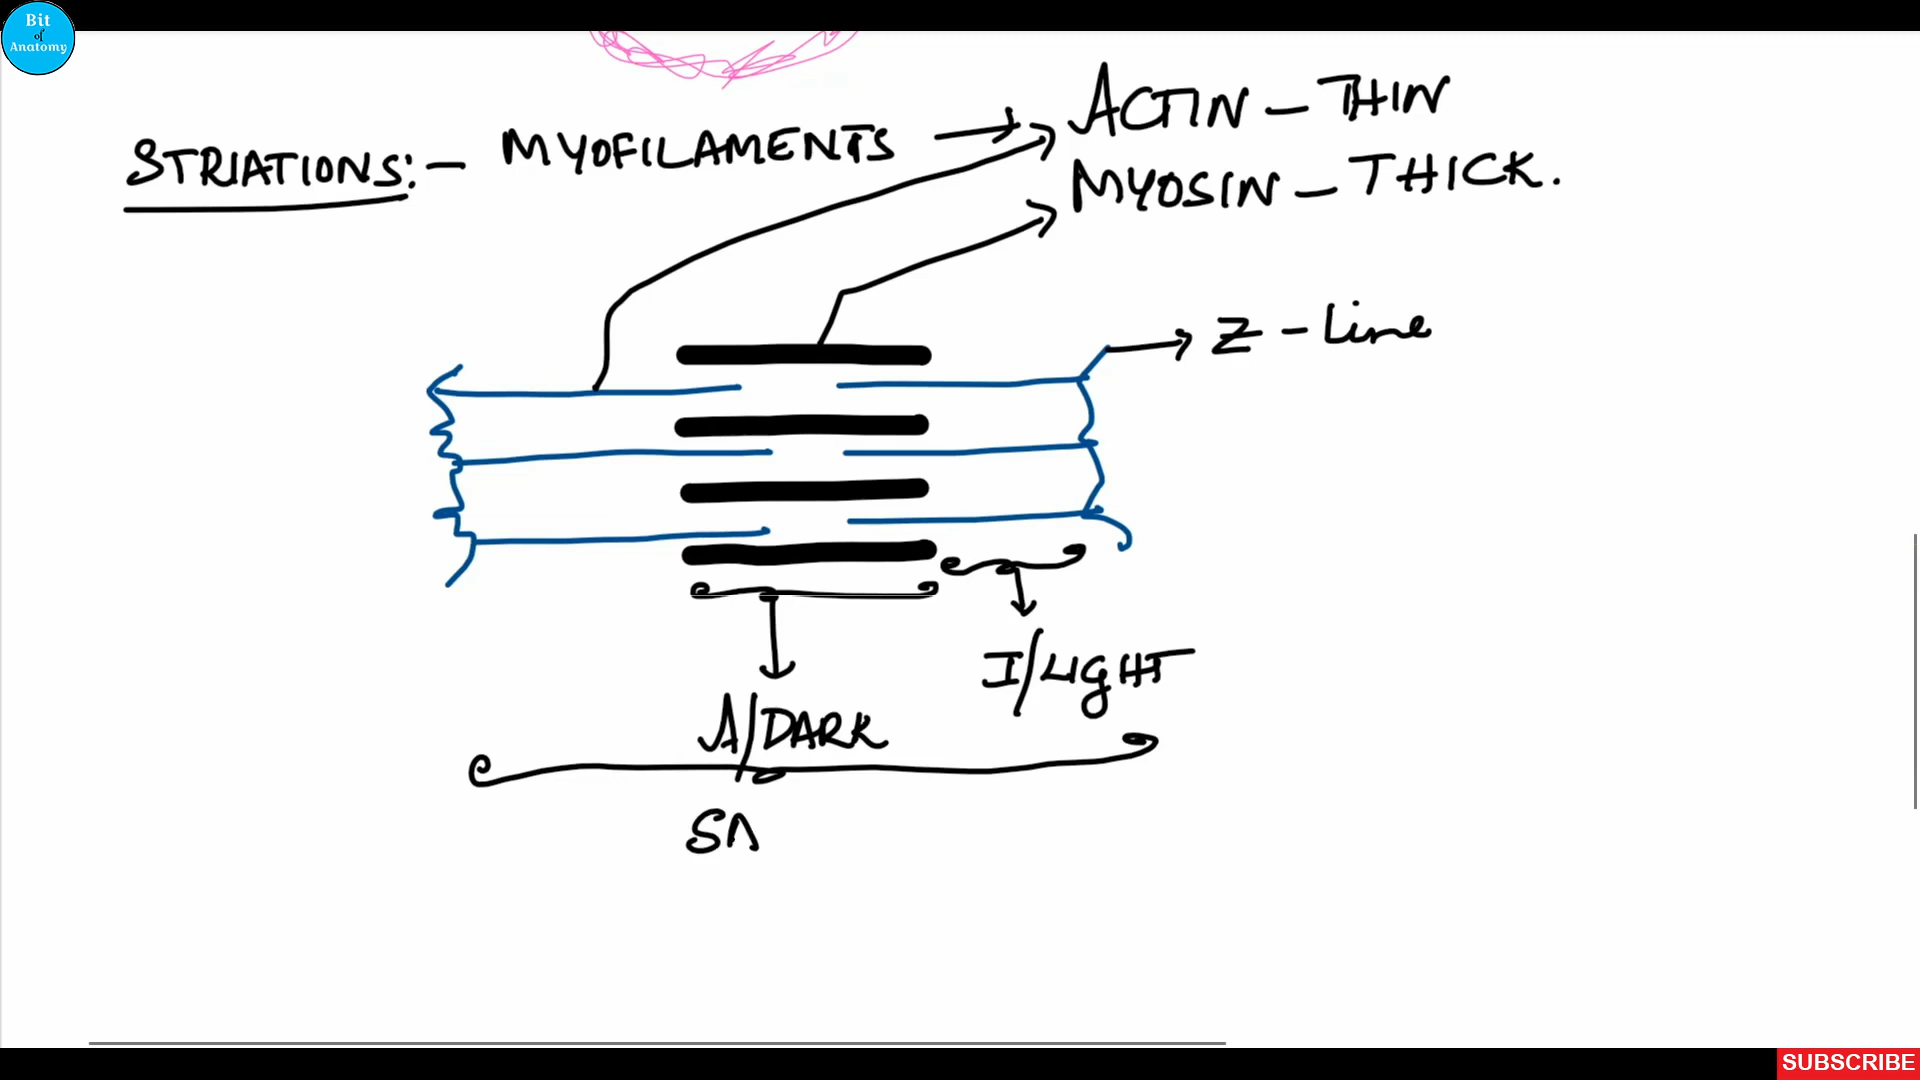 Bit
of
Anatomy
STRIATIONS:- MYOFILAMENTS → ACTIN - THIN
MYOSIN - THICK.
Z - Line
I/LIGHT
A/DARK
SA
SUBSCRIBE